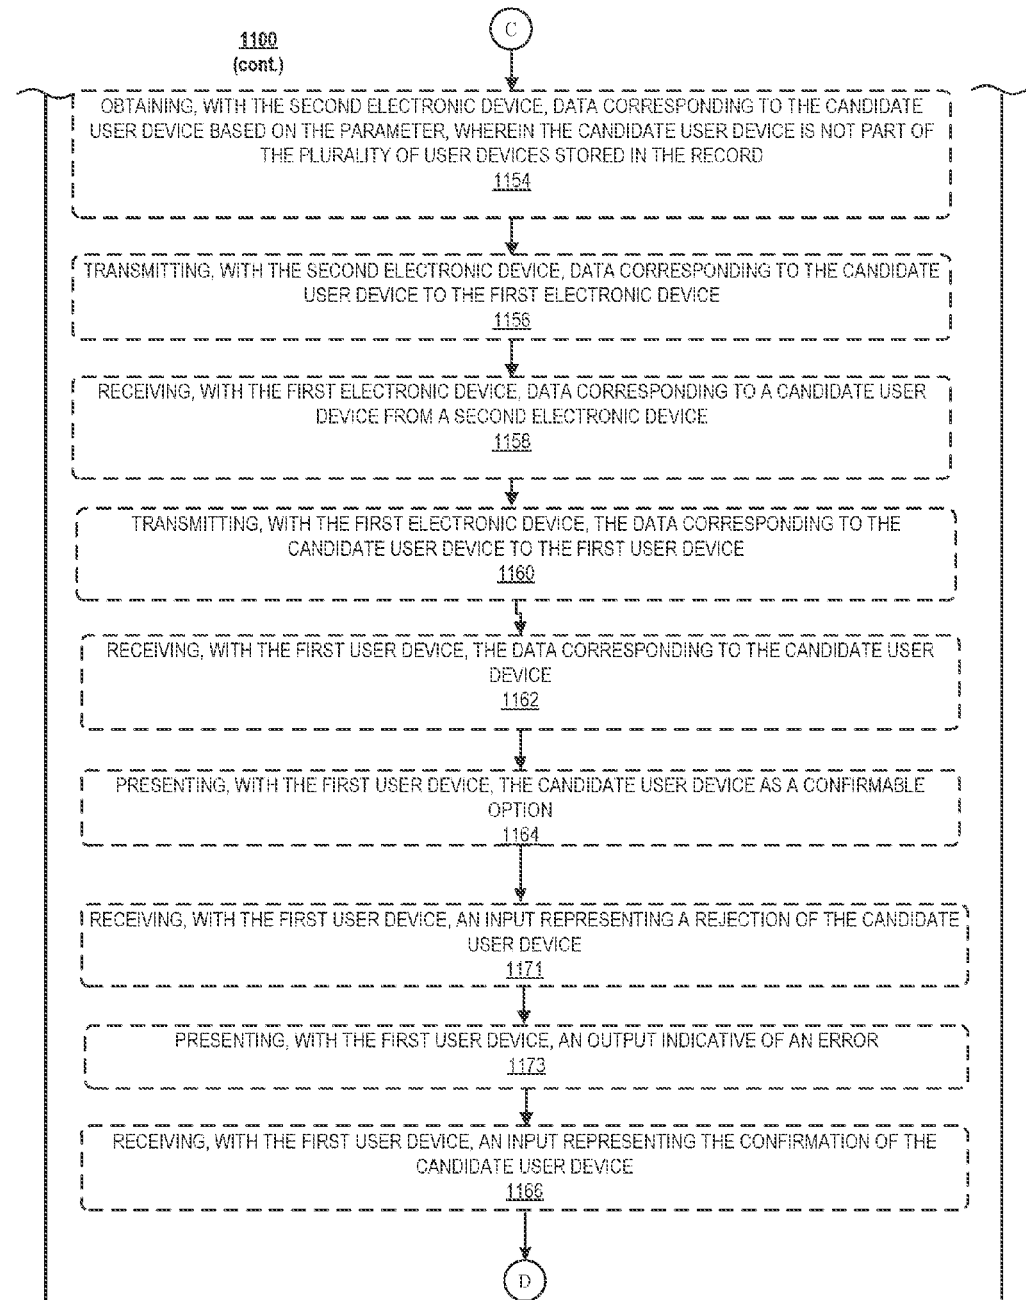 C
1100
(cont.)
OBTAINING, WITH THE SECOND ELECTRONIC DEVICE, DATA CORRESPONDING TO THE CANDIDATE
USER DEVICE BASED ON THE PARAMETER, WHEREIN THE CANDIDATE USER DEVICE IS NOT PART OF
THE PLURALITY OF USER DEVICES STORED IN THE RECORD
1154
TRANSMITTING, WITH THE SECOND ELECTRONIC DEVICE, DATA CORRESPONDING TO THE CANDIDATE
USER DEVICE TO THE FIRST ELECTRONIC DEVICE
1156
RECEIVING, WITH THE FIRST ELECTRONIC DEVICE, DATA CORRESPONDING TO A CANDIDATE USER
DEVICE FROM A SECOND ELECTRONIC DEVICE
1158
TRANSMITTING, WITH THE FIRST ELECTRONIC DEVICE, THE DATA CORRESPONDING TO THE
CANDIDATE USER DEVICE TO THE FIRST USER DEVICE
1160
RECEIVING, WITH THE FIRST USER DEVICE, THE DATA CORRESPONDING TO THE CANDIDATE USER
DEVICE
1162
PRESENTING, WITH THE FIRST USER DEVICE, THE CANDIDATE USER DEVICE AS A CONFIRMABLE
OPTION
1164
RECEIVING, WITH THE FIRST USER DEVICE, AN INPUT REPRESENTING A REJECTION OF THE CANDIDATE
USER DEVICE
1171
PRESENTING, WITH THE FIRST USER DEVICE, AN OUTPUT INDICATIVE OF AN ERROR
1173
RECEIVING, WITH THE FIRST USER DEVICE, AN INPUT REPRESENTING THE CONFIRMATION OF THE
CANDIDATE USER DEVICE
1166
D